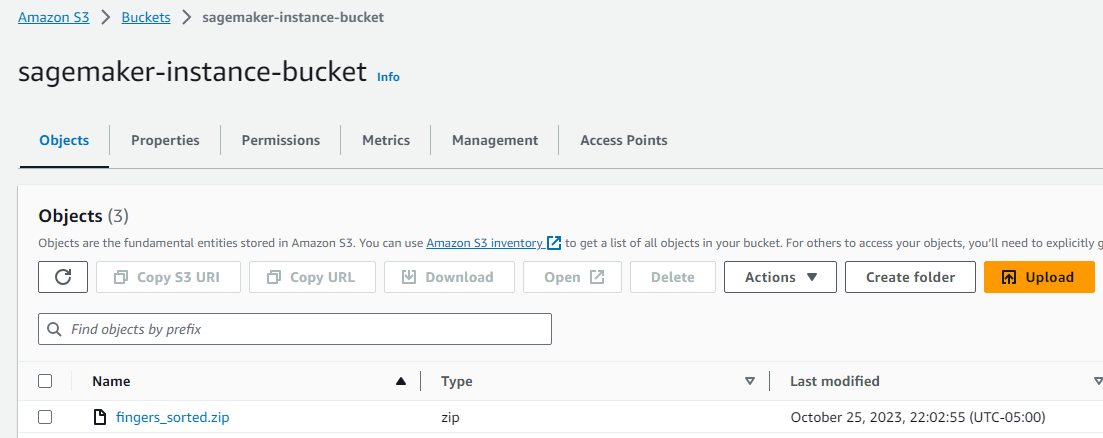 Amazon S3 > Buckets > sagemaker-instance-bucket
sagemaker-instance-bucket Info
Objects Properties Permissions Metrics Management Access Points
Objects (3)
Objects are the fundamental entities stored in Amazon S3. You can use Amazon S3 inventory to get a list of all objects in your bucket. For others to access your objects, you'll need to explicitly g
Copy S3 URI Copy URL Download Open Delete Actions Create folder Upload
Find objects by prefix
Name Type Last modified
fingers_sorted.zip zip October 25, 2023, 22:02:55 (UTC-05:00)